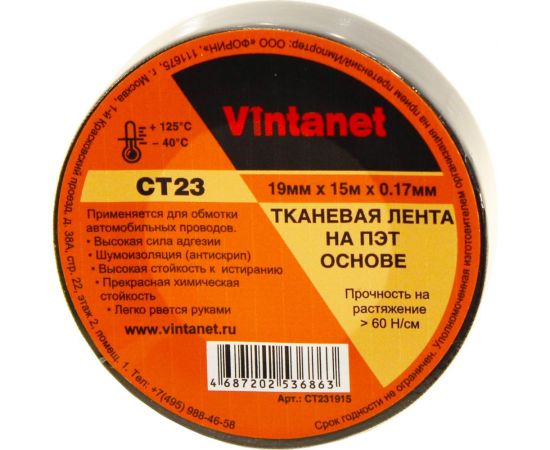 Vintanet
+ 125°C
– 40°C
CT23
19мм х 15м х 0.17мм
Применяется для обмотки
автомобильных проводов.
• Высокая сила адгезии
• Шумоизоляция (антискрип)
• Высокая стойкость к истиранию
• Прекрасная химическая
стойкость
• Легко рвется руками
www.vintanet.ru
ТКАНЕВАЯ ЛЕНТА
НА ПЭТ
ОСНОВЕ
Прочность на
растяжение
> 60 Н/см
4 687202 536863
Арт.: CT231915
Срок годности не ограничен. Уполномоченная изготовителем организация на прием претензий/Импортер: ООО «ФОРИН», 111675, г. Москва, 1-й Красковский проезд, д. 38А, стр. 22, этаж 2, помещ. 1. Тел: +7(495) 988-46-58